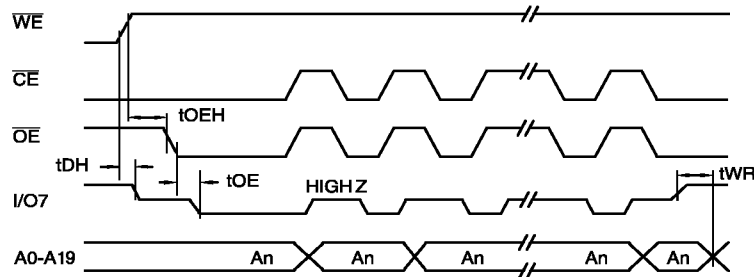 WE
CE
tOEH
OE
tDH
tOE
tWR
I/O7
HIGH Z
A0-A19
An
An
An
An
An